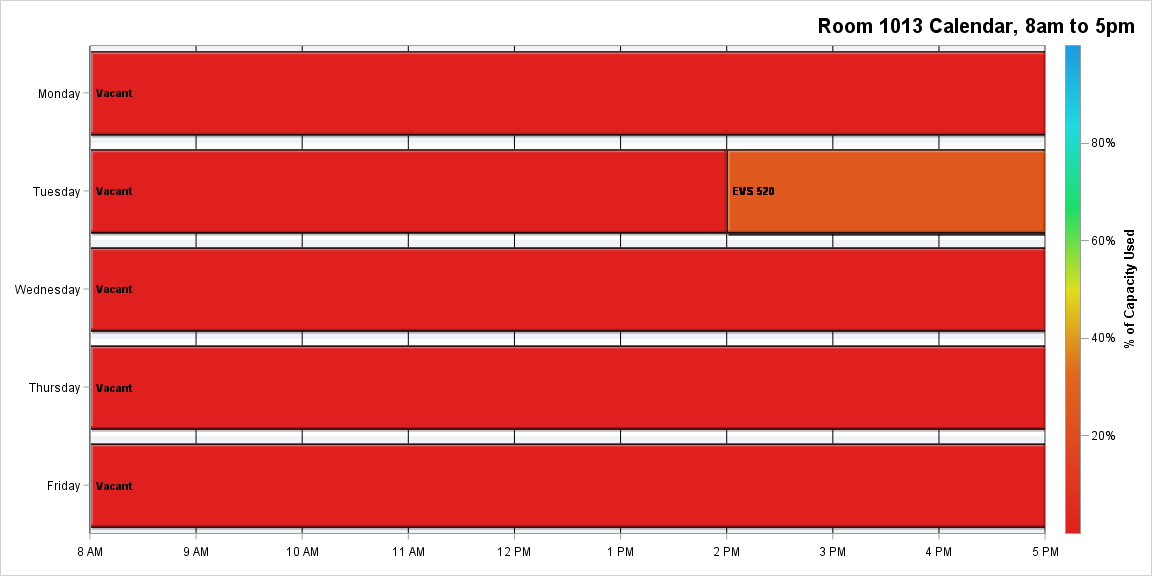 Room 1013 Calendar, 8am to 5pm
Monday
Vacant
80%
Tuesday
Vacant
EVS 520
60%
% of Capacity Used
Wednesday
Vacant
40%
Thursday
Vacant
20%
Friday
Vacant
8 AM 9 AM 10 AM 11 AM 12 PM 1 PM 2 PM 3 PM 4 PM 5 PM